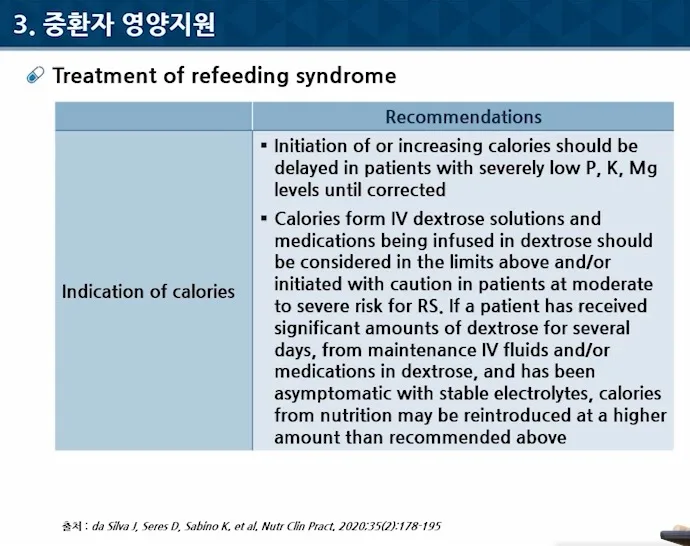 3. 중환자 영양지원
Treatment of refeeding syndrome
Recommendations
Indication of calories
▪ Initiation of or increasing calories should be
delayed in patients with severely low P, K, Mg
levels until corrected
▪ Calories form IV dextrose solutions and
medications being infused in dextrose should
be considered in the limits above and/or
initiated with caution in patients at moderate
to severe risk for RS. If a patient has received
significant amounts of dextrose for several
days, from maintenance IV fluids and/or
medications in dextrose, and has been
asymptomatic with stable electrolytes, calories
from nutrition may be reintroduced at a higher
amount than recommended above
출처 : da Silva J, Seres D, Sabino K, et al, Nutr Clin Pract. 2020;35(2):178-195